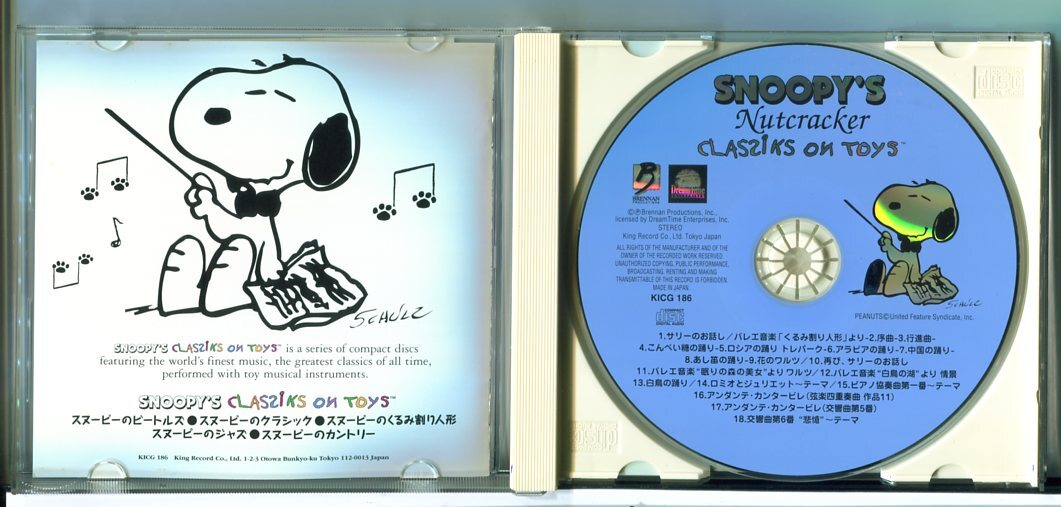 SCHULZ
SNOOPY'S CLASSIKS ON TOYS™ is a series of compact discs
featuring the world's finest music, the greatest classics of all time,
performed with toy musical instruments.
SNOOPY'S CLASSIKS ON TOYS™
スヌーピーのビートルズ●スヌーピーのクラシック●スヌーピーのくるみ割り人形
スヌーピーのジャズ●スヌーピーのカントリー
KICG 186 King Record Co., Ltd. 1-2-3 Otowa Bunkyo-ku Tokyo 112-0013 Japan
SNOOPY'S
Nutcracker
CLASSIKS ON TOYS™
BRENNAN
PRODUCTIONS
DreamTime
©℗Brennan Productions, Inc.,
licensed by DreamTime Enterprises, Inc.
STEREO
King Record Co., Ltd. Tokyo Japan
ALL RIGHTS OF THE MANUFACTURER AND OF THE
OWNER OF THE RECORDED WORK RESERVED.
UNAUTHORIZED COPYING, PUBLIC PERFORMANCE,
BROADCASTING, RENTING AND MAKING
TRANSMITTABLE OF THIS RECORD IS FORBIDDEN.
MADE IN JAPAN
KICG 186
COMPACT
disc
DIGITAL AUDIO
SCHULZ
PEANUTS©United Feature Syndicate, Inc.
1.サリーのお話し／バレエ音楽「くるみ割り人形」より-2.序曲-3.行進曲-
4.こんぺい糖の踊り-5.ロシアの踊り トレパーク-6.アラビアの踊り-7.中国の踊り-
8.あし笛の踊り-9.花のワルツ／10.再び、サリーのお話し
11.バレエ音楽“眠りの森の美女”より ワルツ／12.バレエ音楽“白鳥の湖”より 情景
13.白鳥の踊り／14.ロミオとジュリエット～テーマ／15.ピアノ協奏曲第一番～テーマ
16.アンダンテ・カンタービレ(弦楽四重奏曲 作品11)
17.アンダンテ・カンタービレ(交響曲第5番)
18.交響曲第6番 “悲愴” ～テーマ
disc